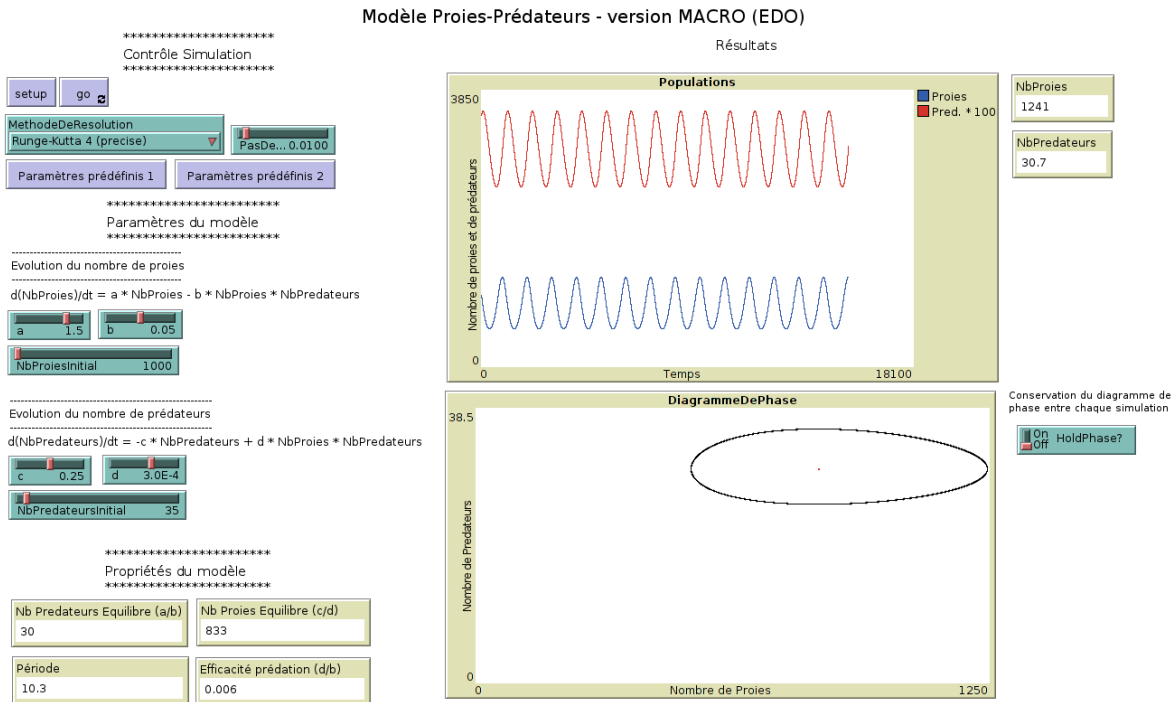 Modèle Proies-Prédateurs - version MACRO (EDO)
*********************
Contrôle Simulation
*********************
setup
go
MethodeDeResolution
Runge-Kutta 4 (precise)
PasDe... 0.0100
Paramètres prédéfinis 1
Paramètres prédéfinis 2
************************
Paramètres du modèle
************************
------------------------------------------------
Evolution du nombre de proies
------------------------------------------------
d(NbProies)/dt = a * NbProies - b * NbProies * NbPredateurs
a 1.5
b 0.05
NbProiesInitial 1000
---------------------------------------------------------
Evolution du nombre de prédateurs
---------------------------------------------------------
d(NbPredateurs)/dt = -c * NbPredateurs + d * NbProies * NbPredateurs
c 0.25
d 3.0E-4
NbPredateursInitial 35
***********************
Propriétés du modèle
***********************
Nb Predateurs Equilibre (a/b)
30
Nb Proies Equilibre (c/d)
833
Période
10.3
Efficacité prédation (d/b)
0.006
Résultats
Populations
3850
Nombre de proies et de prédateurs
0
0
Temps
18100
Proies
Pred. * 100
NbProies
1241
NbPredateurs
30.7
DiagrammeDePhase
38.5
Nombre de Predateurs
0
0
Nombre de Proies
1250
Conservation du diagramme de
phase entre chaque simulation
On
Off
HoldPhase?